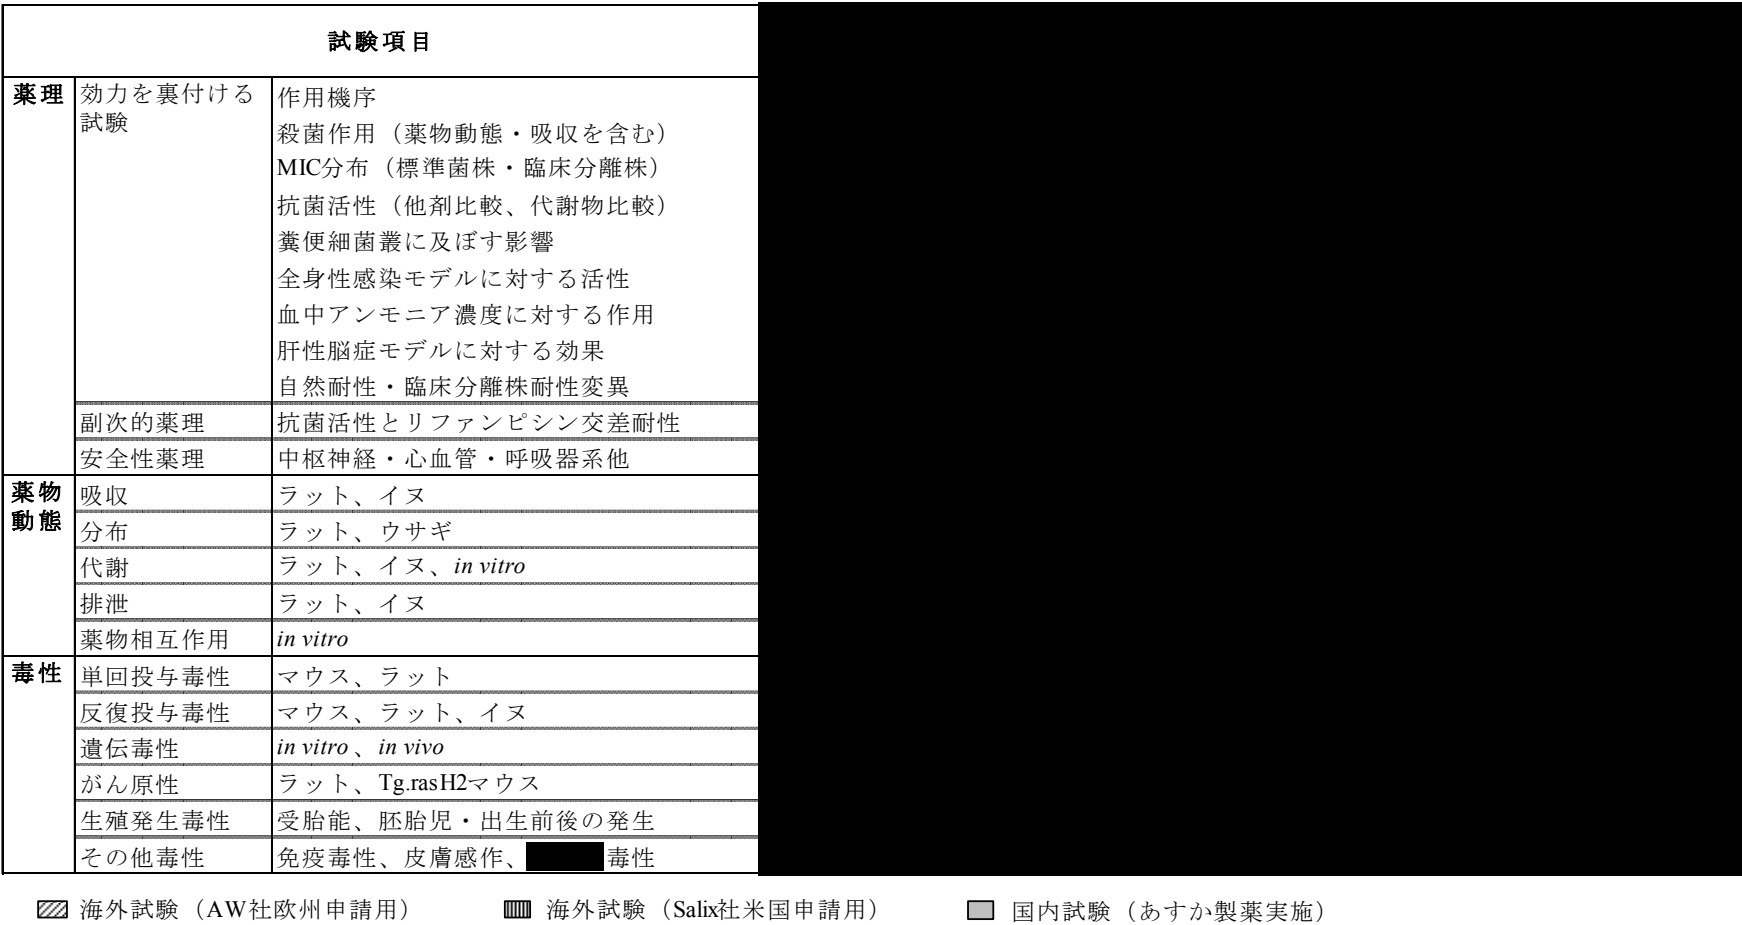 試験項目
薬理 効力を裏付ける 作用機序
試験
殺菌作用（薬物動態・吸収を含む）
MIC分布（標準菌株・臨床分離株）
抗菌活性（他剤比較、代謝物比較）
糞便細菌叢に及ぼす影響
全身性感染モデルに対する活性
血中アンモニア濃度に対する作用
肝性脳症モデルに対する効果
自然耐性・臨床分離株耐性変異
副次的薬理 抗菌活性とリファンピシン交差耐性
安全性薬理 中枢神経・心血管・呼吸器系他
薬物 吸収 ラット、イヌ
動態
分布 ラット、ウサギ
代謝 ラット、イヌ、in vitro
排泄 ラット、イヌ
薬物相互作用 in vitro
毒性 単回投与毒性 マウス、ラット
反復投与毒性 マウス、ラット、イヌ
遺伝毒性 in vitro 、in vivo
がん原性 ラット、Tg.rasH2マウス
生殖発生毒性 受胎能、胚胎児・出生前後の発生
その他毒性 免疫毒性、皮膚感作、 毒性
海外試験（AW社欧州申請用） 海外試験（Salix社米国申請用） 国内試験（あすか製薬実施）